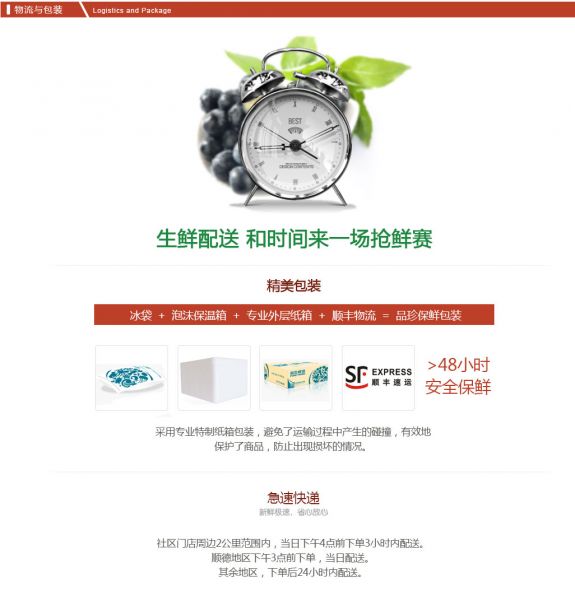 物流与包装 Logistics and Package
BEST
DESIGN CONTENTS
生鲜配送 和时间来一场抢鲜赛
精美包装
冰袋 + 泡沫保温箱 + 专业外层纸箱 + 顺丰物流 = 品珍保鲜包装
SF EXPRESS
顺丰速运
>48小时
安全保鲜
采用专业特制纸箱包装，避免了运输过程中产生的碰撞，有效地
保护了商品，防止出现损坏的情况。
急速快递
新鲜极速、省心放心
社区门店周边2公里范围内，当日下午4点前下单3小时内配送。
顺德地区下午3点前下单，当日配送。
其余地区，下单后24小时内配送。